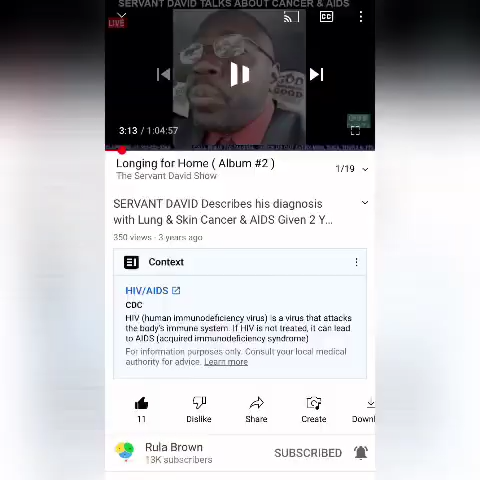 SERVANT DAVID TALKS ABOUT CANCER & AIDS
LIVE
CC
3:13 / 1:04:57
Longing for Home ( Album #2 )
1/19
The Servant David Show
SERVANT DAVID Describes his diagnosis
with Lung & Skin Cancer & AIDS Given 2 Y...
350 views · 3 years ago
Context
HIV/AIDS
CDC
HIV (human immunodeficiency virus) is a virus that attacks
the body's immune system. If HIV is not treated, it can lead
to AIDS (acquired immunodeficiency syndrome)
For information purposes only. Consult your local medical
authority for advice. Learn more
11
Dislike
Share
Create
Downl
Rula Brown
13K subscribers
SUBSCRIBED